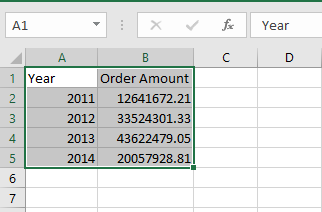 A1 fx Year
A B C D
1 Year Order Amount
2 2011 12641672.21
3 2012 33524301.33
4 2013 43622479.05
5 2014 20057928.81
6
7